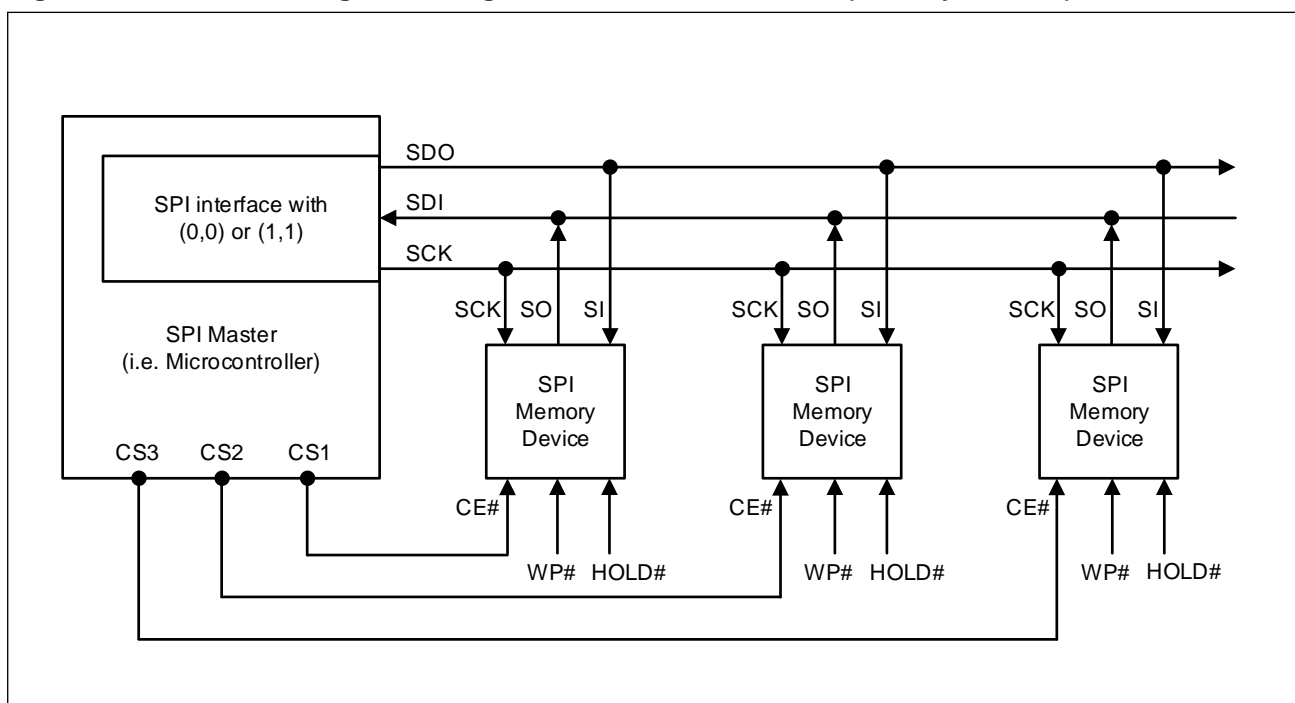 SDO
SPI interface with
(0,0) or (1,1)
SDI
SCK
SPI Master
(i.e. Microcontroller)
SCK SO SI SCK SO SI SCK SO SI
SPI
Memory
Device
SPI
Memory
Device
SPI
Memory
Device
CS3 CS2 CS1
CE# CE# CE#
WP# HOLD# WP# HOLD# WP# HOLD#